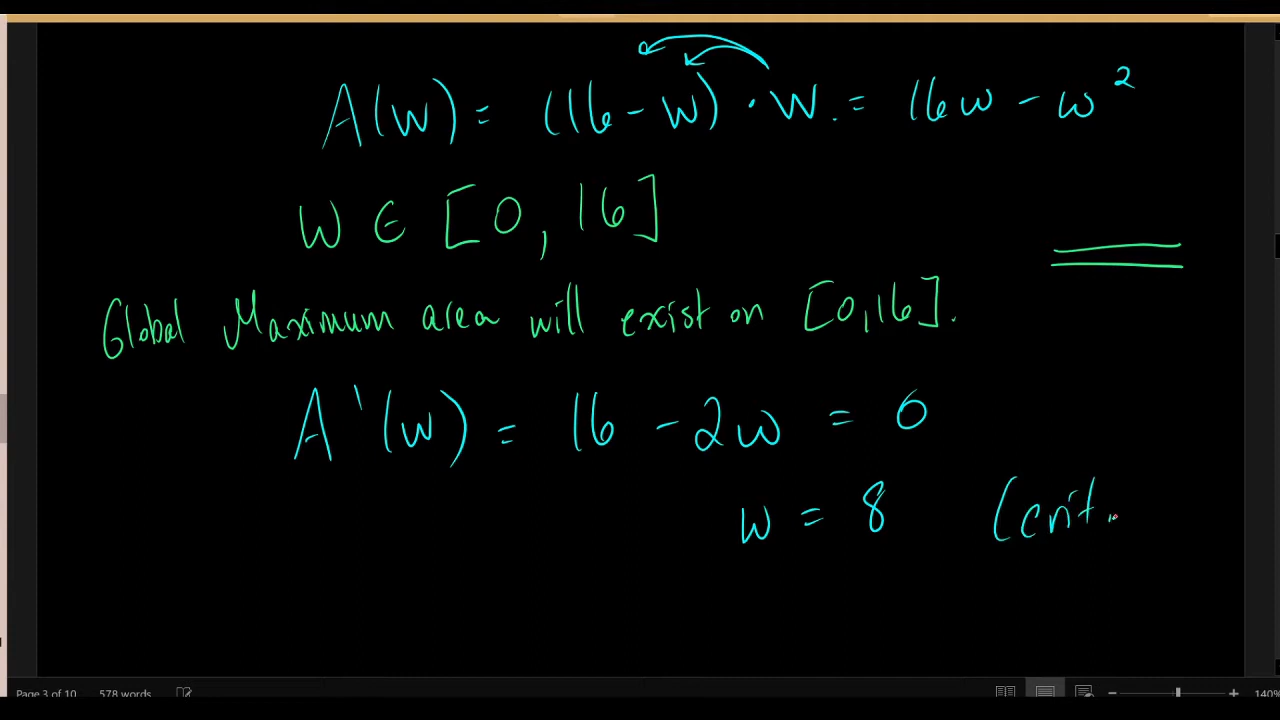 A(W) = (16 - W) · W. = 16w - w²
W ∈ [0, 16]
Global Maximum area will exist on [0, 16].
A'(W) = 16 - 2w = 0
w = 8 (crit.
Page 3 of 10 578 words 140%